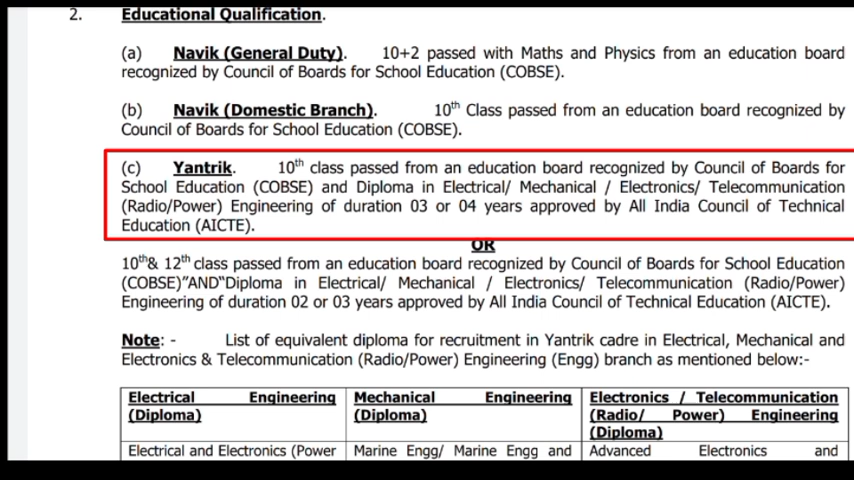 2. Educational Qualification.
(a) Navik (General Duty). 10+2 passed with Maths and Physics from an education board
recognized by Council of Boards for School Education (COBSE).
(b) Navik (Domestic Branch). 10th Class passed from an education board recognized by
Council of Boards for School Education (COBSE).
(c) Yantrik. 10th class passed from an education board recognized by Council of Boards for
School Education (COBSE) and Diploma in Electrical/ Mechanical / Electronics/ Telecommunication
(Radio/Power) Engineering of duration 03 or 04 years approved by All India Council of Technical
Education (AICTE).
OR
10th& 12th class passed from an education board recognized by Council of Boards for School Education
(COBSE)”AND“Diploma in Electrical/ Mechanical / Electronics/ Telecommunication (Radio/Power)
Engineering of duration 02 or 03 years approved by All India Council of Technical Education (AICTE).
Note: - List of equivalent diploma for recruitment in Yantrik cadre in Electrical, Mechanical and
Electronics & Telecommunication (Radio/Power) Engineering (Engg) branch as mentioned below:-
Electrical Engineering
(Diploma)
Mechanical Engineering
(Diploma)
Electronics / Telecommunication
(Radio/ Power) Engineering
(Diploma)
Electrical and Electronics (Power
Marine Engg/ Marine Engg and
Advanced Electronics and